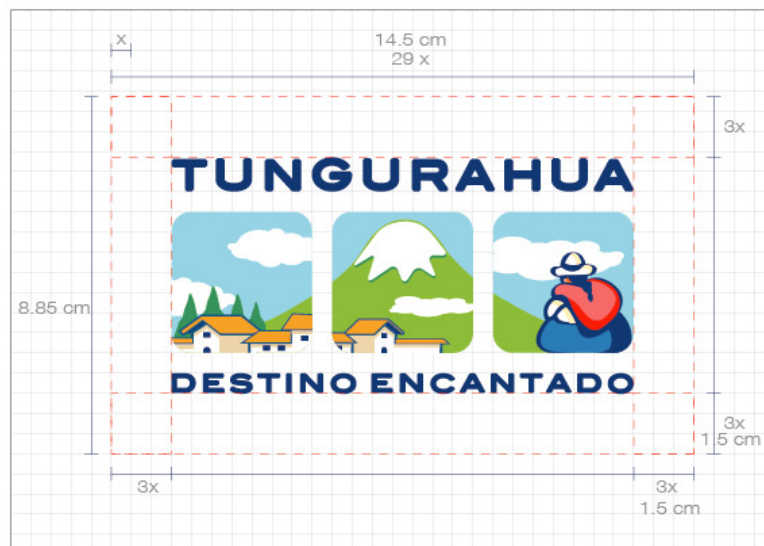 x
14.5 cm
29 x
3x
TUNGURAHUA
8.85 cm
DESTINO ENCANTADO
3x
1.5 cm
3x
3x
1.5 cm